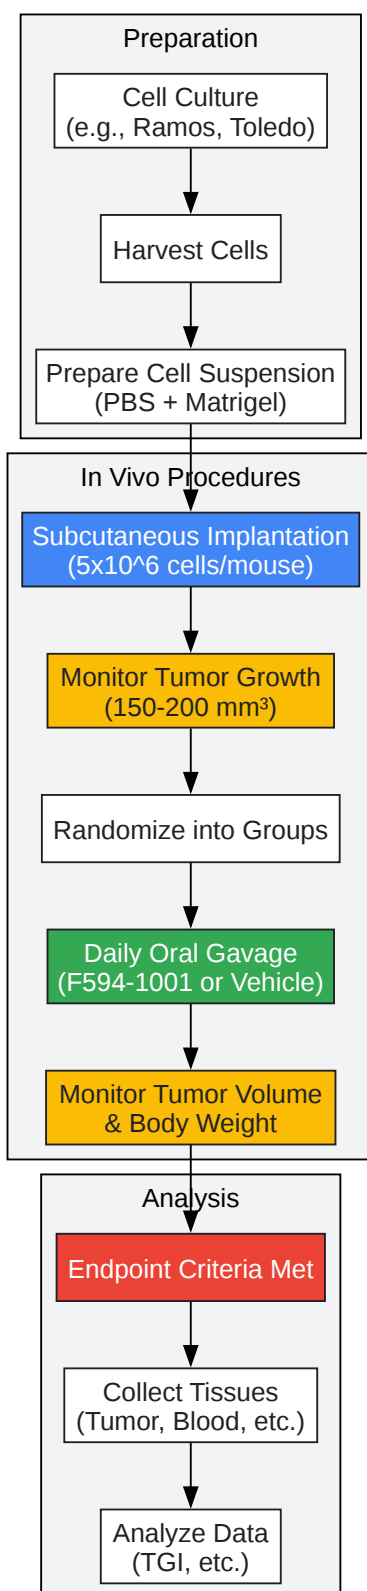 Preparation
Cell Culture
(e.g., Ramos, Toledo)
Harvest Cells
Prepare Cell Suspension
(PBS + Matrigel)
In Vivo Procedures
Subcutaneous Implantation
(5x10^6 cells/mouse)
Monitor Tumor Growth
(150-200 mm³)
Randomize into Groups
Daily Oral Gavage
(F594-1001 or Vehicle)
Monitor Tumor Volume
& Body Weight
Analysis
Endpoint Criteria Met
Collect Tissues
(Tumor, Blood, etc.)
Analyze Data
(TGI, etc.)